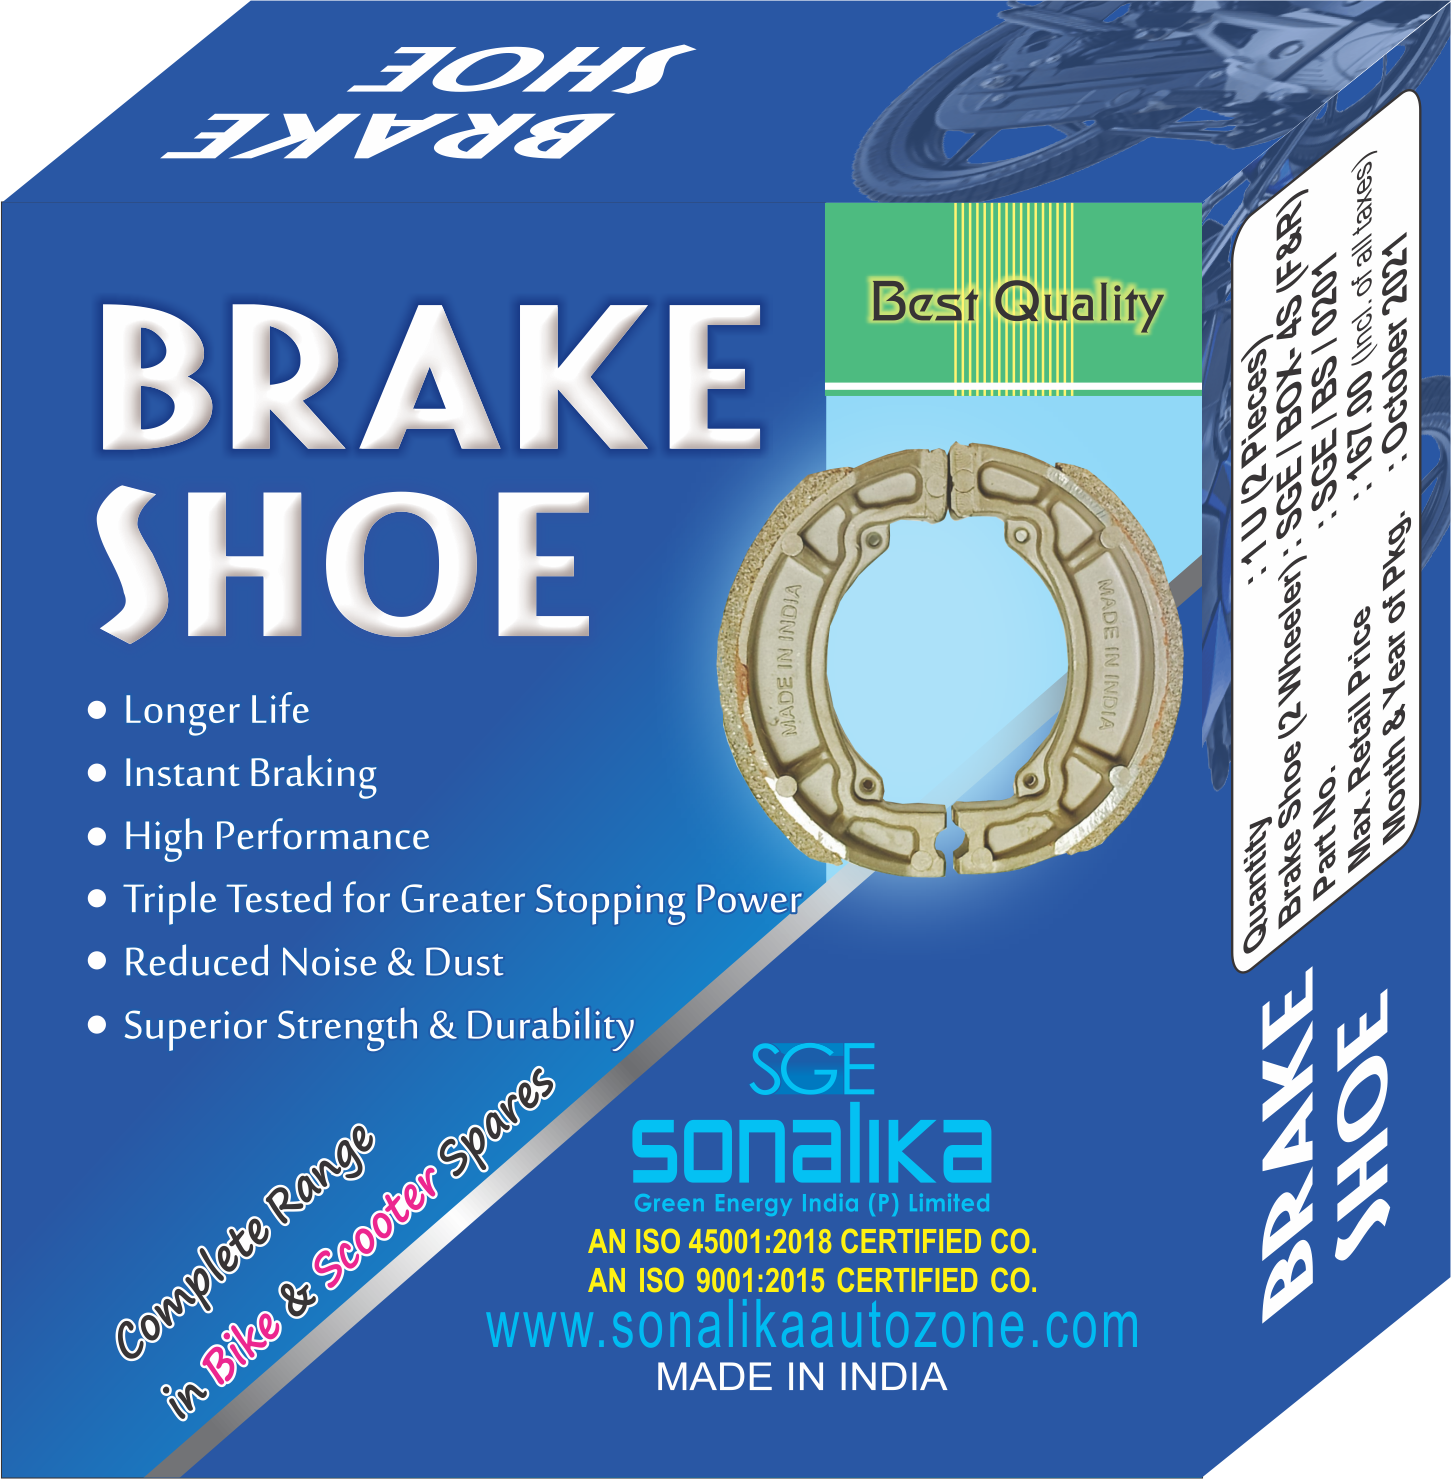 BRAKE
SHOE
BRAKE
SHOE
Best Quality
MADE IN INDIA
MADE IN INDIA
• Longer Life
• Instant Braking
• High Performance
• Triple Tested for Greater Stopping Power
• Reduced Noise & Dust
• Superior Strength & Durability
Complete Range
in Bike & Scooter Spares
SGE
sonalika
Green Energy India (P) Limited
AN ISO 45001:2018 CERTIFIED CO.
AN ISO 9001:2015 CERTIFIED CO.
www.sonalikaautozone.com
MADE IN INDIA
Quantity : 1 U (2 Pieces)
Brake Shoe (2 Wheeler) : SGE / BOX- 4S (F&R)
Part No. : SGE / BS / 0201
Max. Retail Price : 167.00 (Incl. of all taxes)
Month & Year of Pkg. : October 2021
BRAKE
SHOE